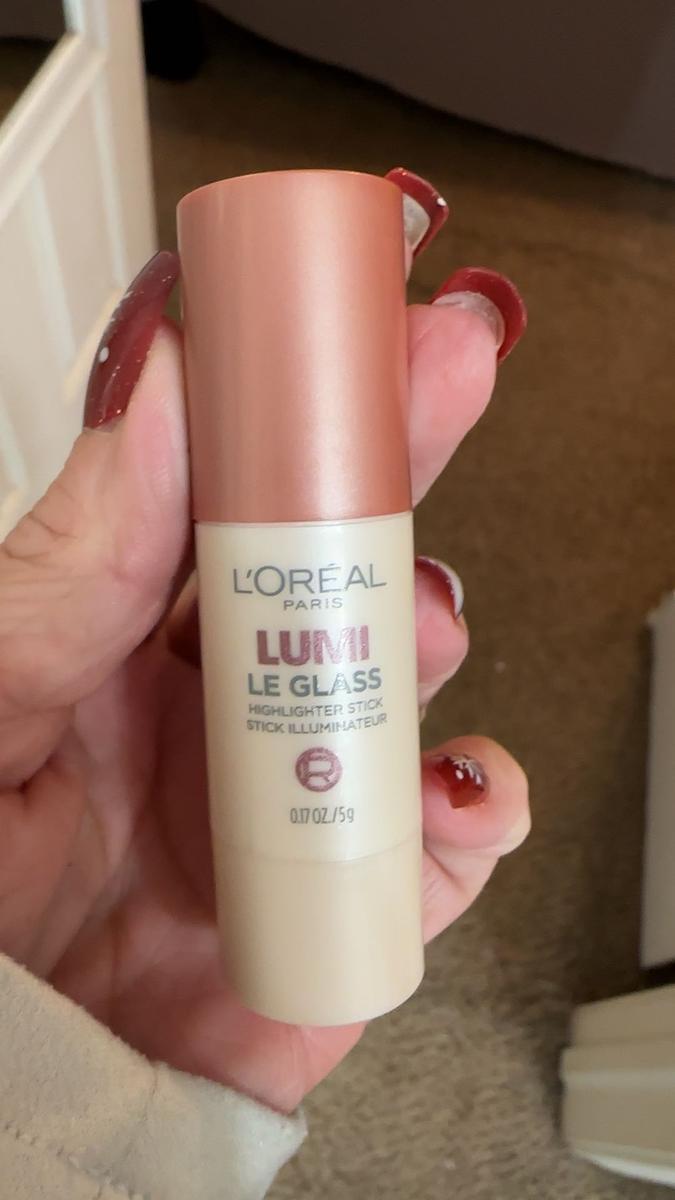 L'ORÉAL
PARIS
LUMI
LE GLASS
HIGHLIGHTER STICK
STICK ILLUMINATEUR
0.17 OZ./5g